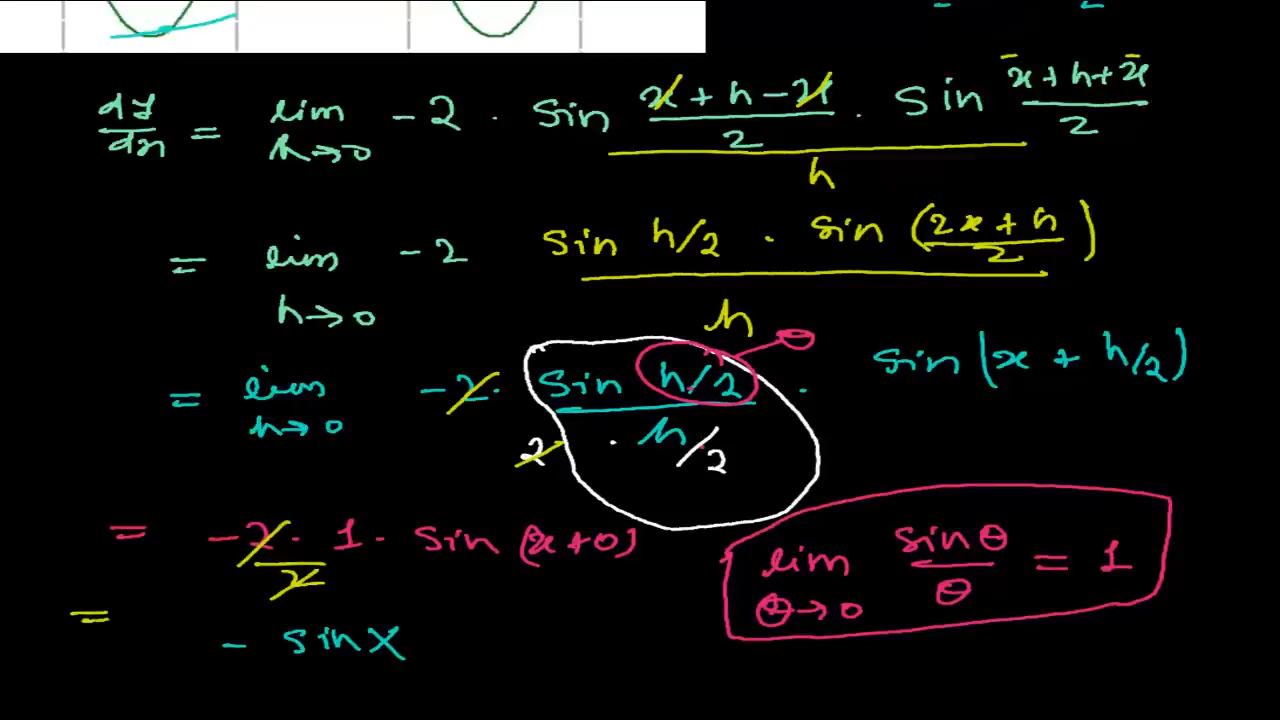 dy/dx = lim h→0 -2 · sin (x + h - x)/2 · sin (x + h + x)/2 / h
= lim h→0 -2 sin h/2 · sin (2x + h / 2) / h
= lim h→0 -2 · sin h/2 / 2 · h/2 · sin (x + h/2)
θ
= -2/2 · 1 · sin (x + 0)
lim θ→0 sin θ / θ = 1
= - sin x